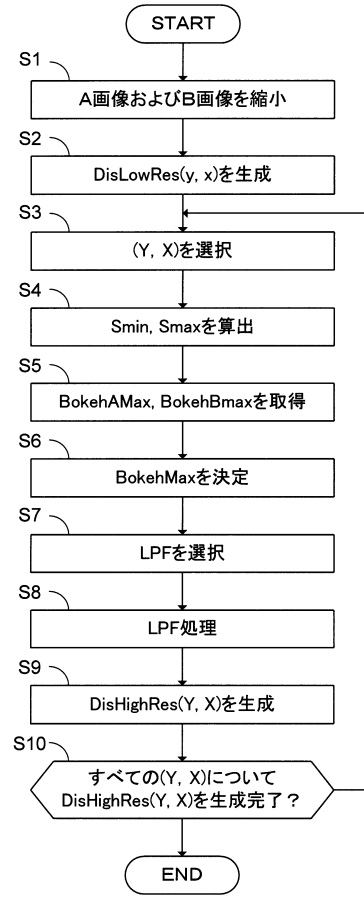 START
S1
A画像およびB画像を縮小
S2
DisLowRes(y, x)を生成
S3
(Y, X)を選択
S4
Smin, Smaxを算出
S5
BokehAMax, BokehBmaxを取得
S6
BokehMaxを決定
S7
LPFを選択
S8
LPF処理
S9
DisHighRes(Y, X)を生成
S10
すべての(Y, X)について
DisHighRes(Y, X)を生成完了？
END